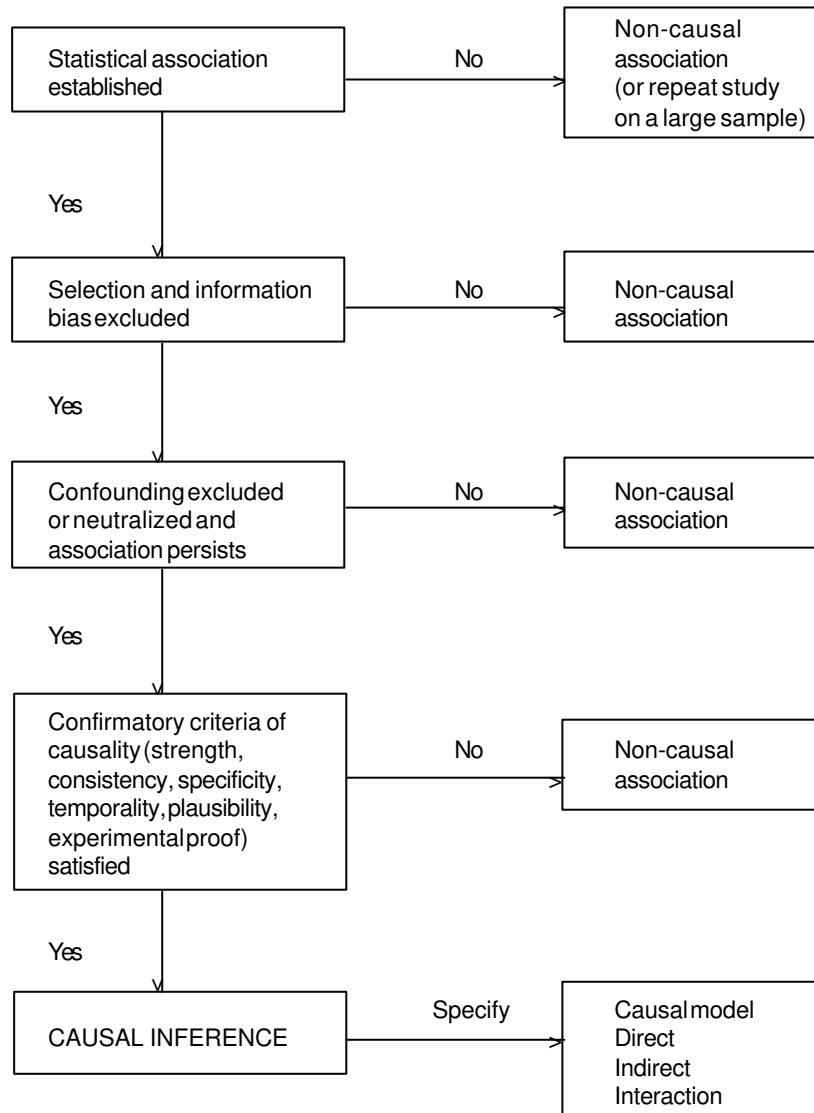 Statistical association
established
No
Non-causal
association
(or repeat study
on a large sample)
Yes
Selection and information
bias excluded
No
Non-causal
association
Yes
Confounding excluded
or neutralized and
association persists
No
Non-causal
association
Yes
Confirmatory criteria of
causality (strength,
consistency, specificity,
temporality, plausibility,
experimental proof)
satisfied
No
Non-causal
association
Yes
CAUSAL INFERENCE
Specify
Causal model
Direct
Indirect
Interaction